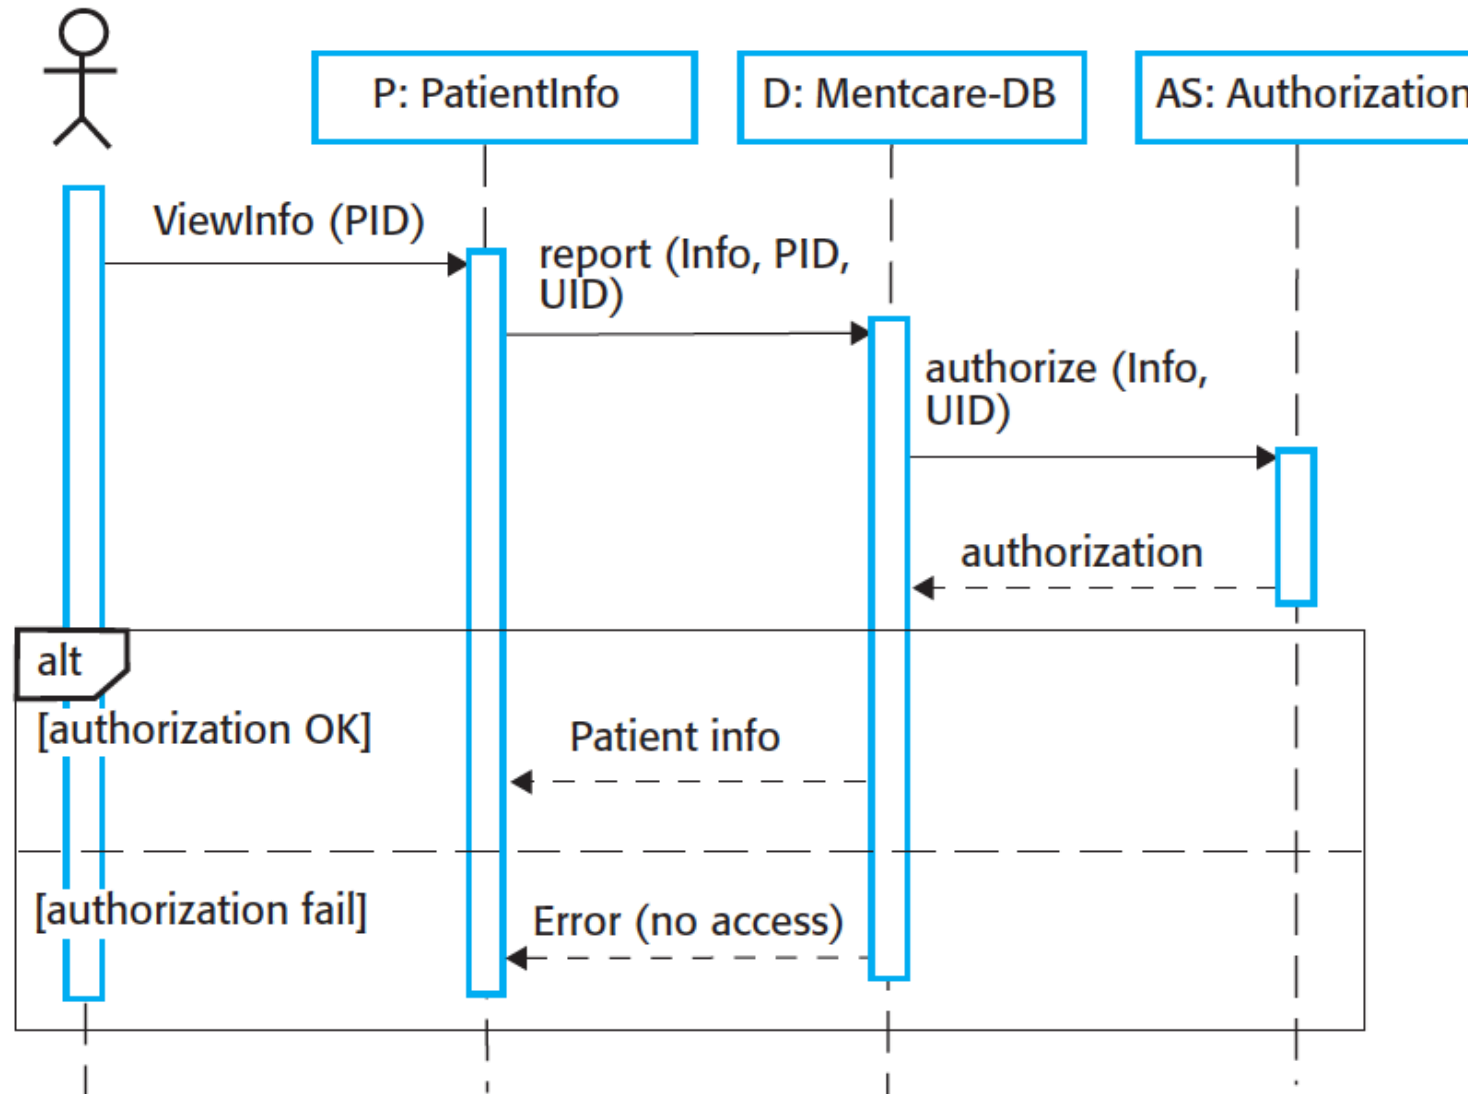 P: PatientInfo
D: Mentcare-DB
AS: Authorization
ViewInfo (PID)
report (Info, PID,
UID)
authorize (Info,
UID)
authorization
alt
[authorization OK]
Patient info
[authorization fail]
Error (no access)